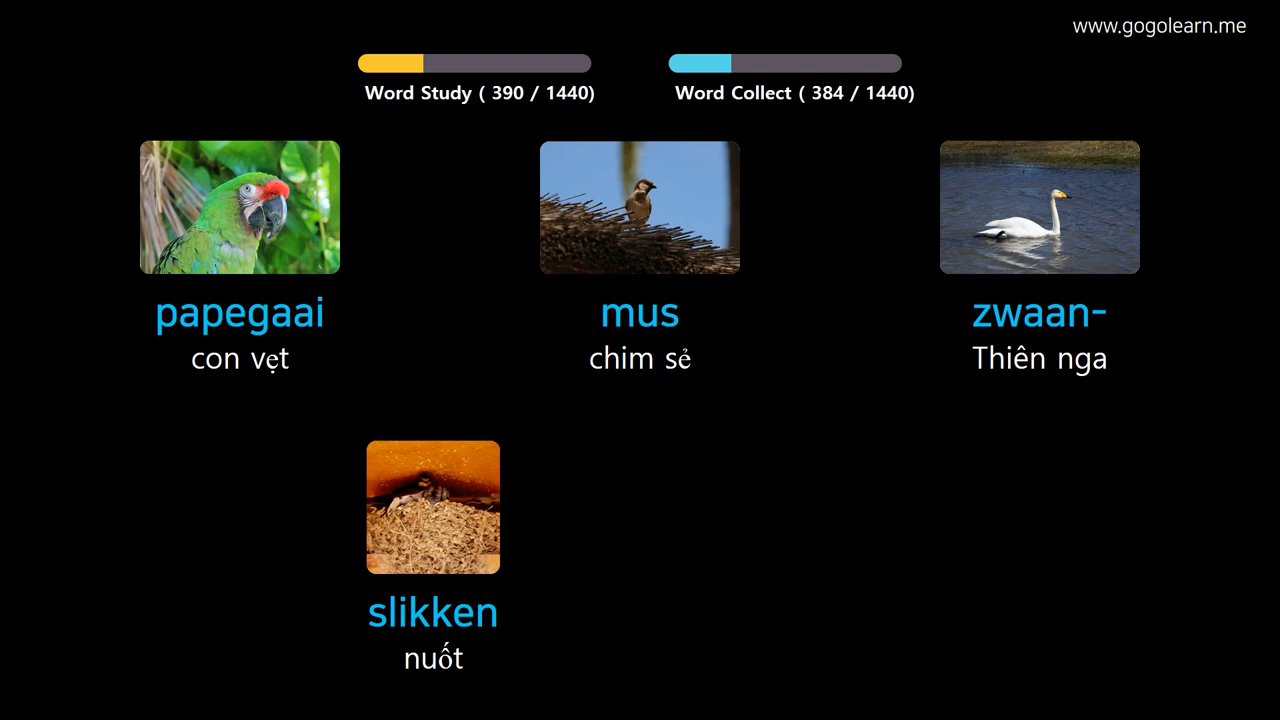 www.gogolearn.me
Word Study ( 390 / 1440)
Word Collect ( 384 / 1440)
papegaai
con vẹt
mus
chim sẻ
zwaan-
Thiên nga
slikken
nuốt